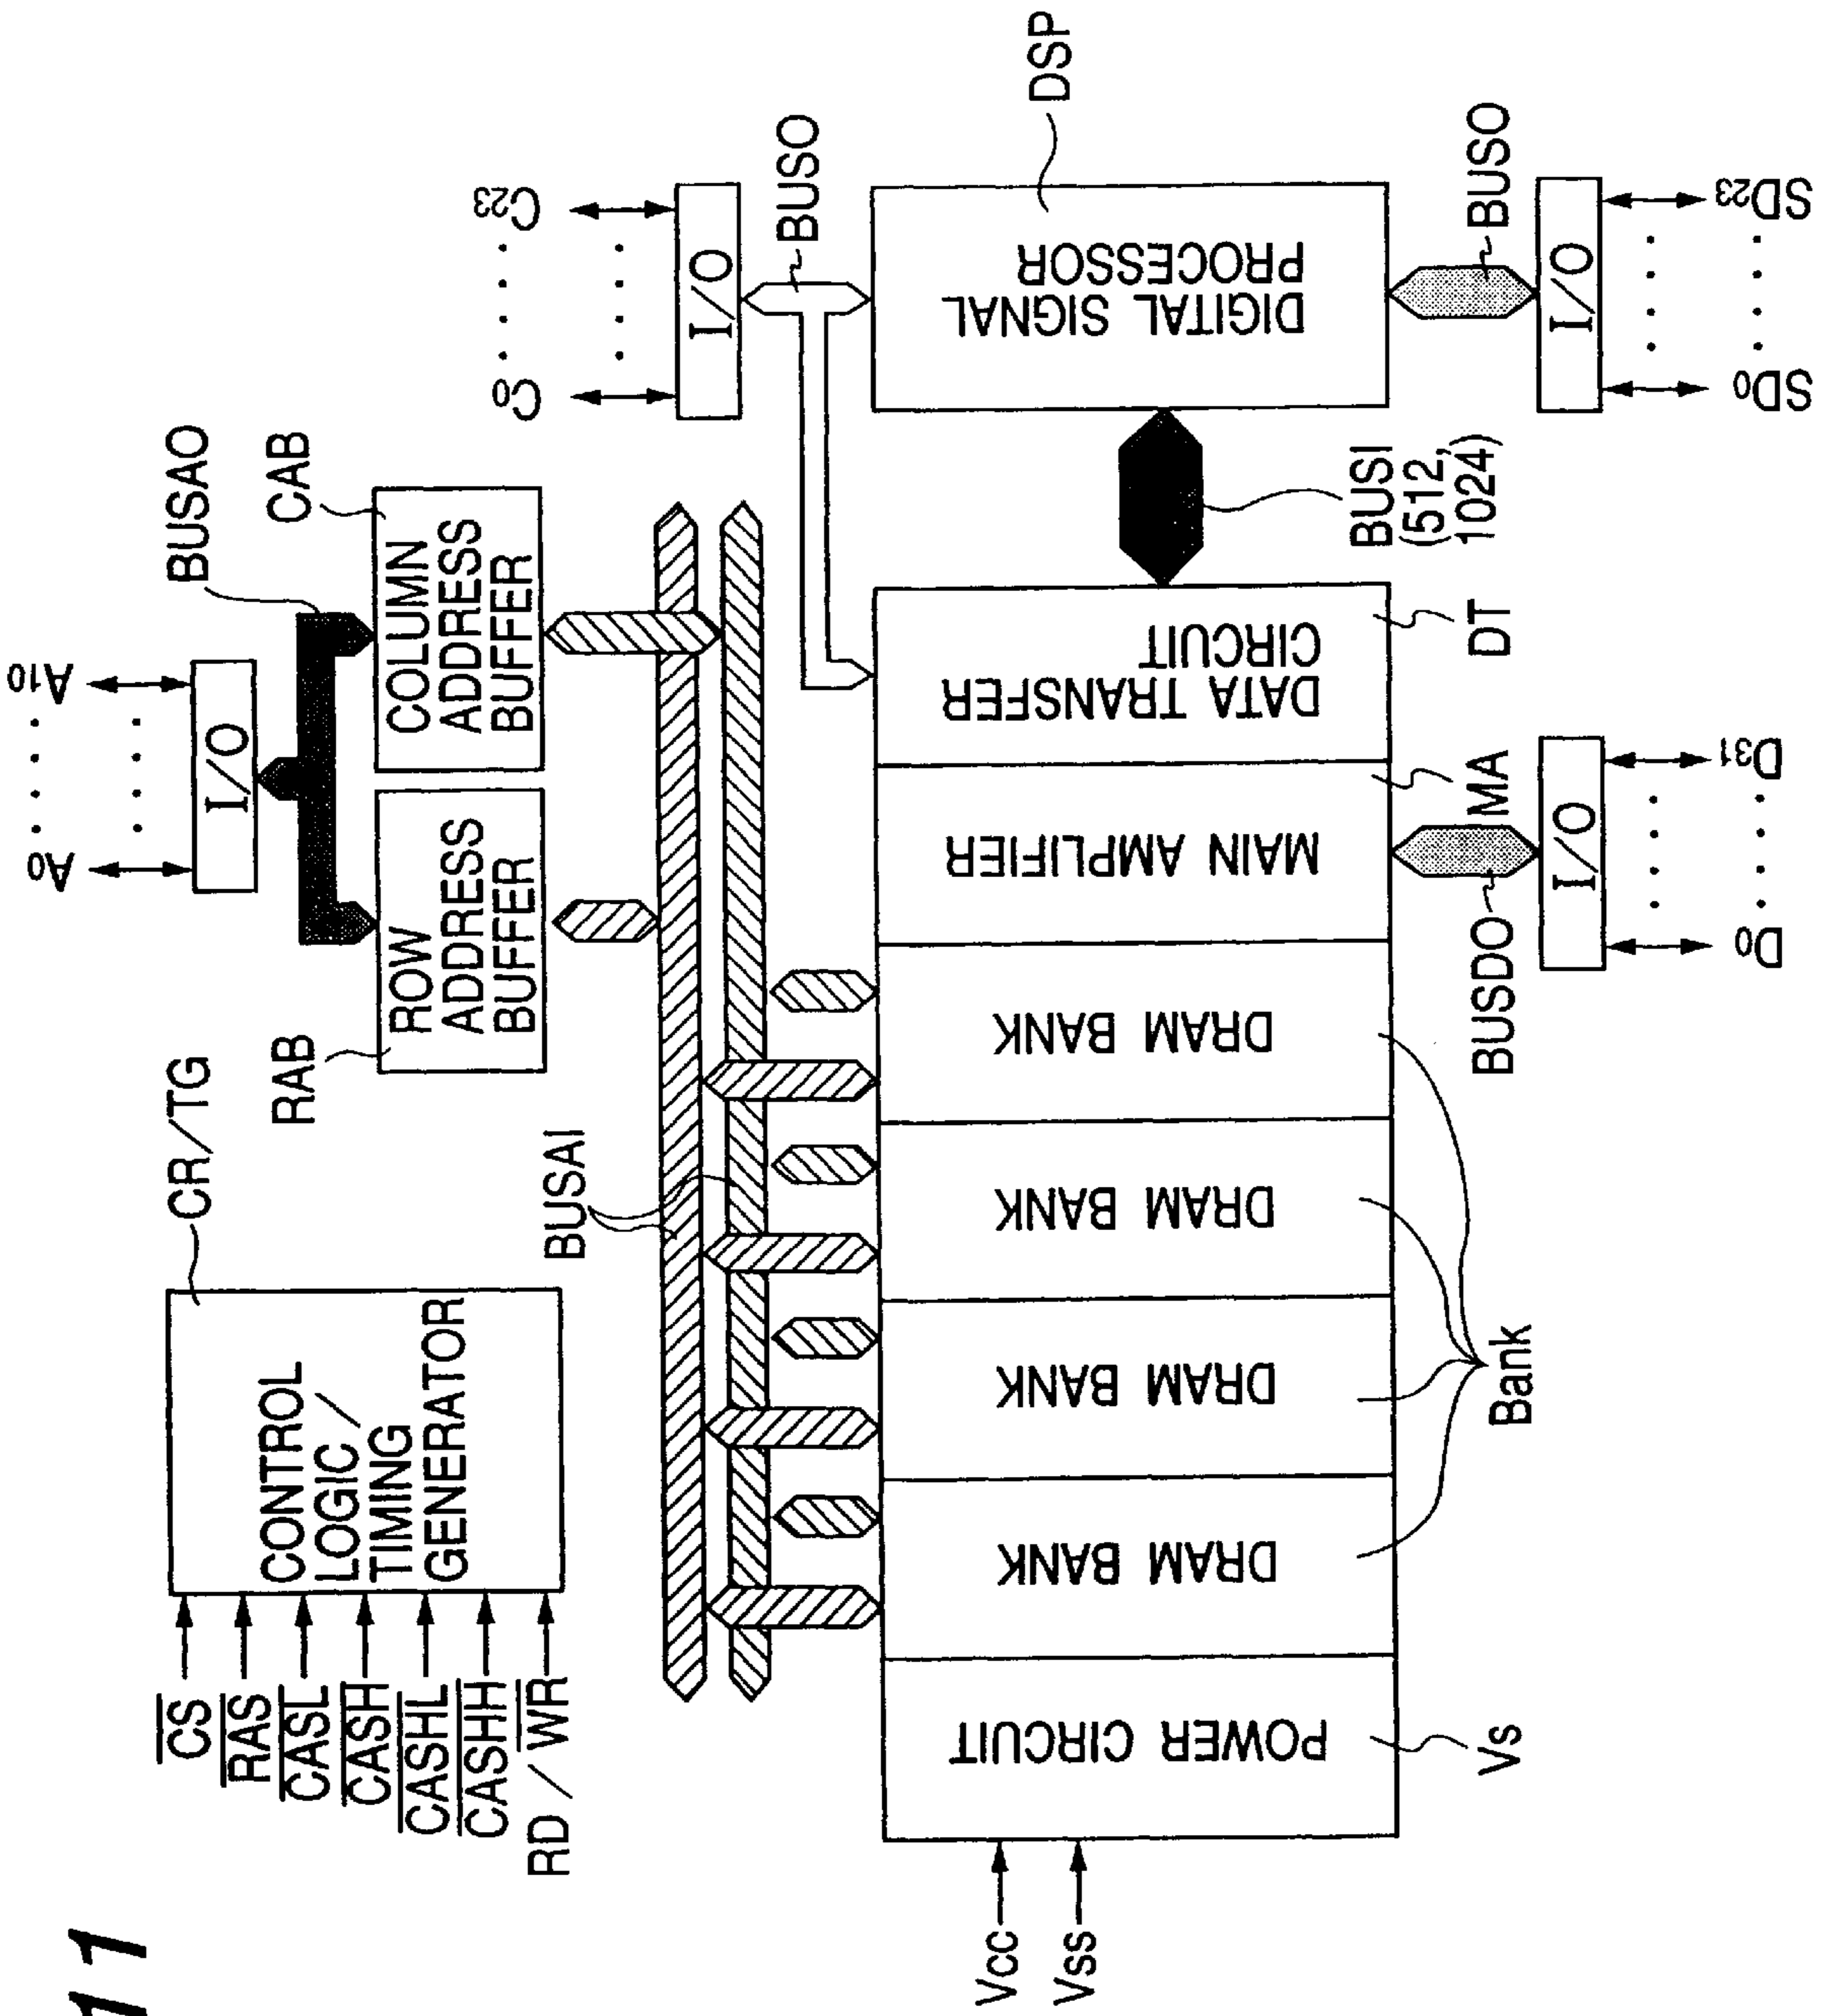 11
CS
RAS
CASL
CASH
CASHL
CASHH
RD / WR
CONTROL
LOGIC /
TIMING
GENERATOR
CR/TG
A0 . . . . A10
I/O
BUSAO
RAB
ROW
ADDRESS
BUFFER
CAB
COLUMN
ADDRESS
BUFFER
BUSAI
C0 . . . . C23
I/O
BUSO
Vcc
Vss
POWER CIRCUIT
Vs
DRAM BANK
DRAM BANK
DRAM BANK
DRAM BANK
Bank
MAIN AMPLIFIER
MA
DATA TRANSFER
CIRCUIT
DT
BUSI
(512,
1024)
DIGITAL SIGNAL
PROCESSOR
DSP
BUSDO
I/O
D0 . . . . D31
BUSO
I/O
SD0 . . . . SD23